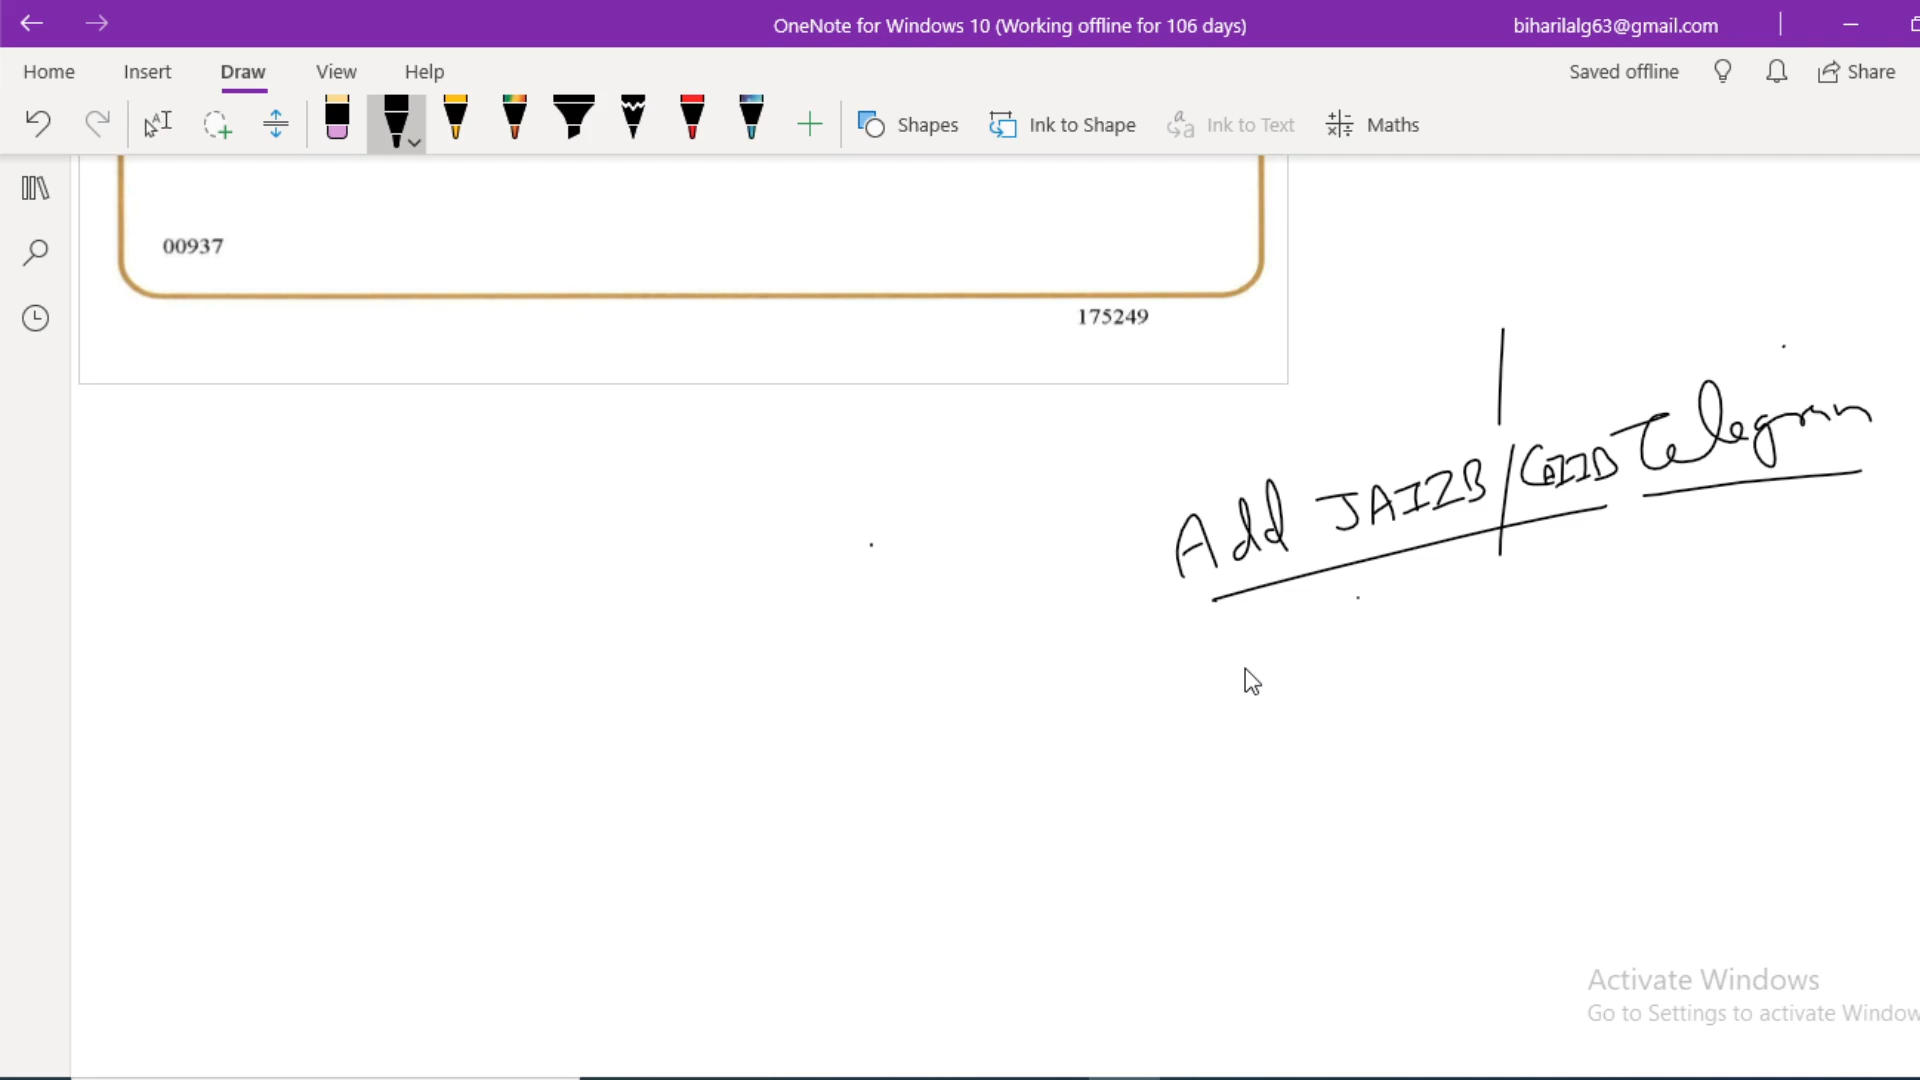 OneNote for Windows 10 (Working offline for 106 days) biharilalg63@gmail.com
Home Insert Draw View Help Saved offline Share
Shapes Ink to Shape Ink to Text Maths
00937
175249
Add JAIIB/CAIIB Telegram
Activate Windows
Go to Settings to activate Window